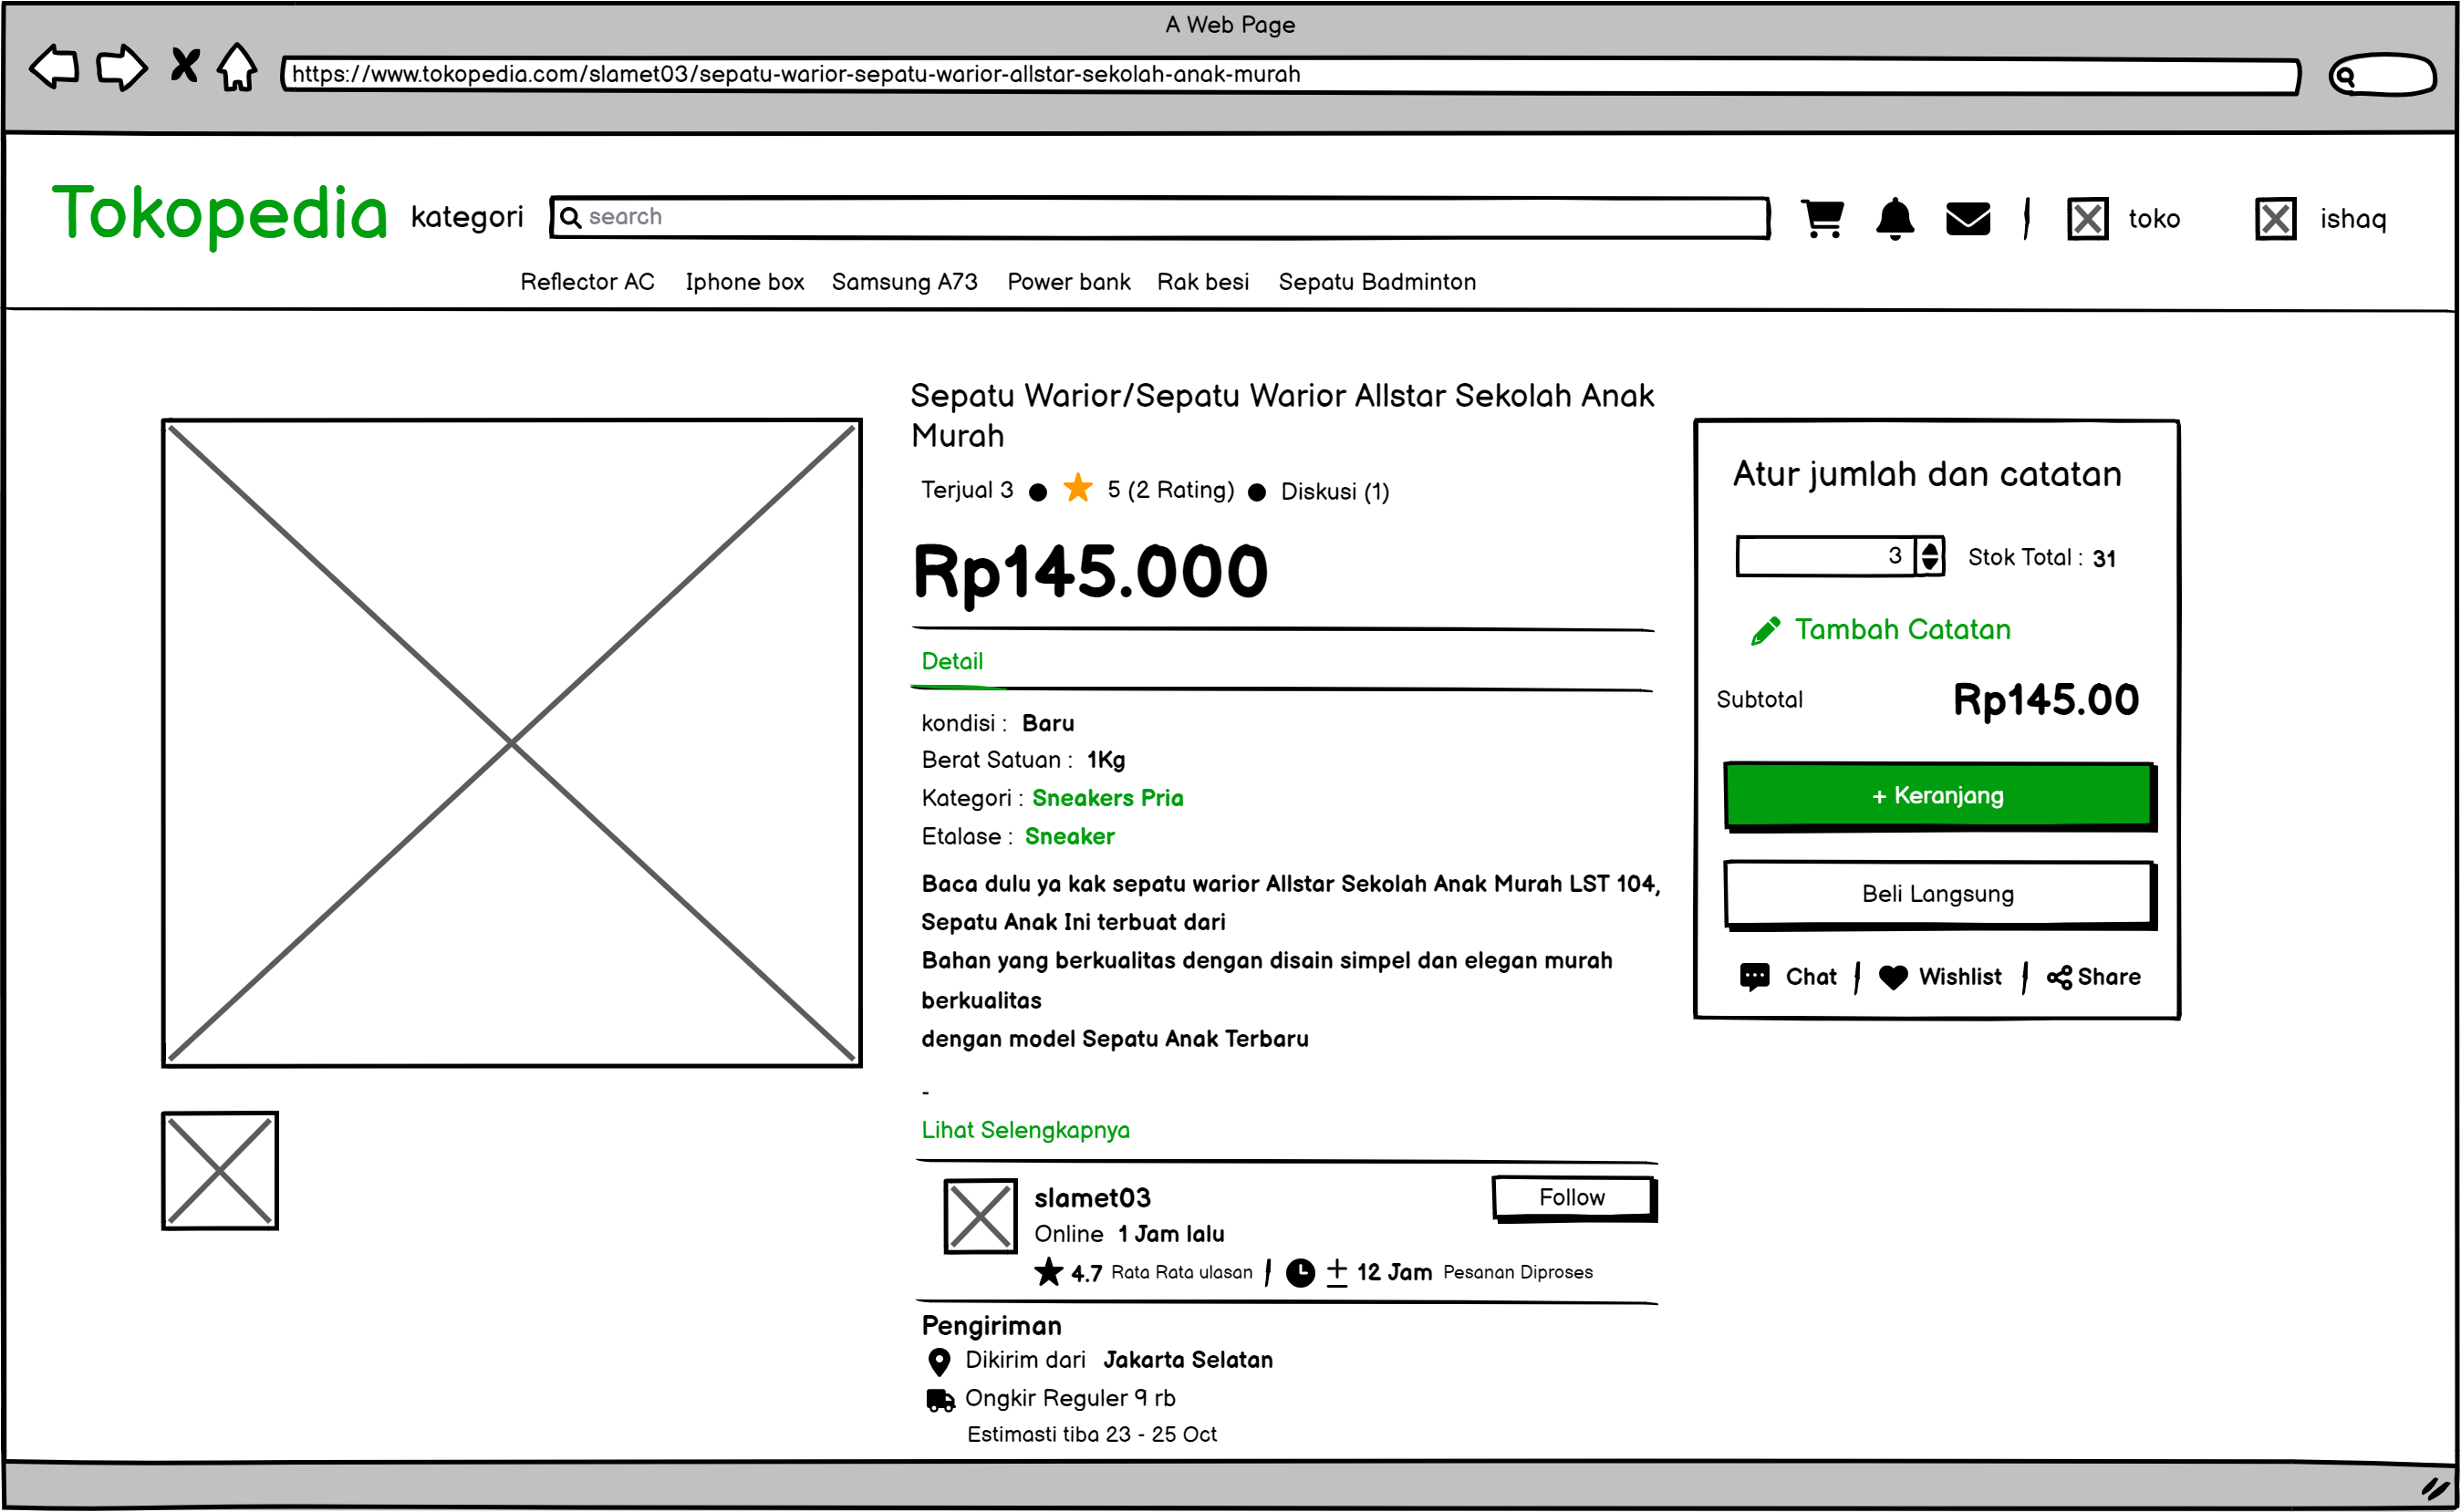 A Web Page
https://www.tokopedia.com/slamet03/sepatu-warior-sepatu-warior-allstar-sekolah-anak-murah
Tokopedia kategori search toko ishaq
Reflector AC Iphone box Samsung A73 Power bank Rak besi Sepatu Badminton
Sepatu Warior/Sepatu Warior Allstar Sekolah Anak
Murah
Terjual 3 ● 5 (2 Rating) ● Diskusi (1)
Rp145.000
Detail
kondisi : Baru
Berat Satuan : 1Kg
Kategori : Sneakers Pria
Etalase : Sneaker
Baca dulu ya kak sepatu warior Allstar Sekolah Anak Murah LST 104,
Sepatu Anak Ini terbuat dari
Bahan yang berkualitas dengan disain simpel dan elegan murah
berkualitas
dengan model Sepatu Anak Terbaru
-
Lihat Selengkapnya
slamet03
Follow
Online 1 Jam lalu
4.7 Rata Rata ulasan ± 12 Jam Pesanan Diproses
Pengiriman
Dikirim dari Jakarta Selatan
Ongkir Reguler 9 rb
Estimasti tiba 23 - 25 Oct
Atur jumlah dan catatan
3 Stok Total : 31
Tambah Catatan
Subtotal Rp145.00
+ Keranjang
Beli Langsung
Chat Wishlist Share